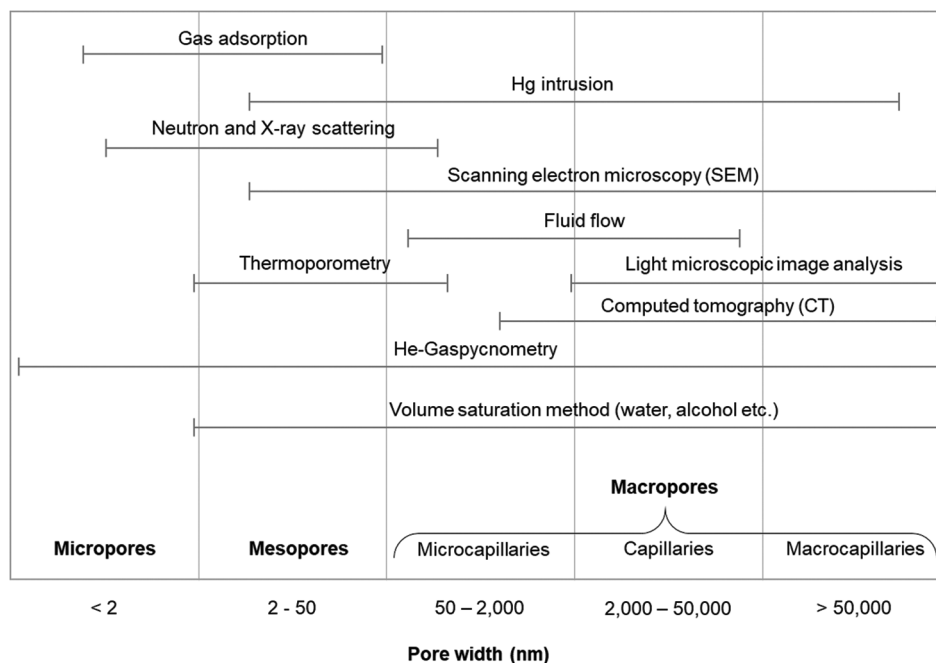 Gas adsorption
Hg intrusion
Neutron and X-ray scattering
Scanning electron microscopy (SEM)
Fluid flow
Thermoporometry
Light microscopic image analysis
Computed tomography (CT)
He-Gaspycnometry
Volume saturation method (water, alcohol etc.)
Macropores
Micropores
Mesopores
Microcapillaries
Capillaries
Macrocapillaries
< 2
2 - 50
50 – 2,000
2,000 – 50,000
> 50,000
Pore width (nm)